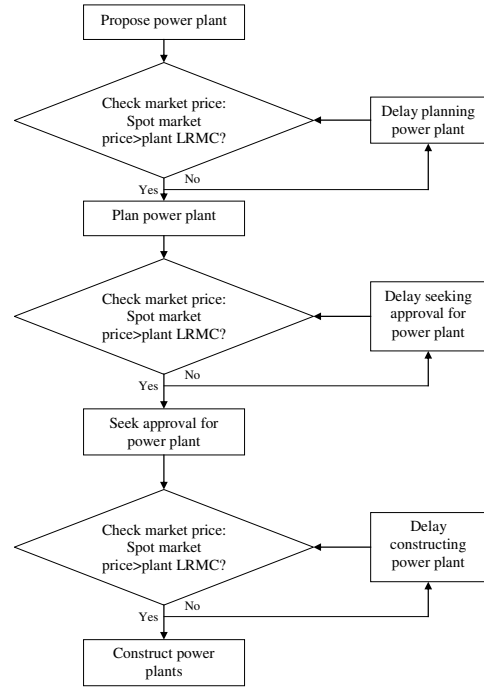 Propose power plant
Check market price:
Spot market
price>plant LRMC?
Delay planning
power plant
No
Yes
Plan power plant
Check market price:
Spot market
price>plant LRMC?
Delay seeking
approval for
power plant
No
Yes
Seek approval for
power plant
Check market price:
Spot market
price>plant LRMC?
Delay
constructing
power plant
No
Yes
Construct power
plants